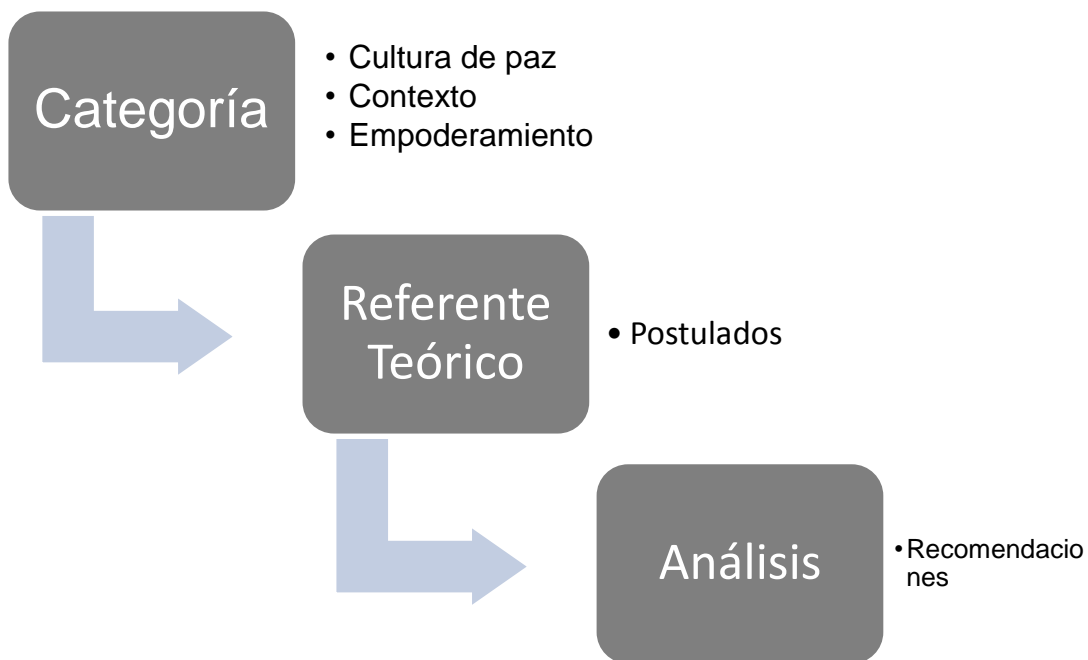 Categoría
• Cultura de paz
• Contexto
• Empoderamiento
Referente
Teórico
• Postulados
Análisis
• Recomendacio
nes